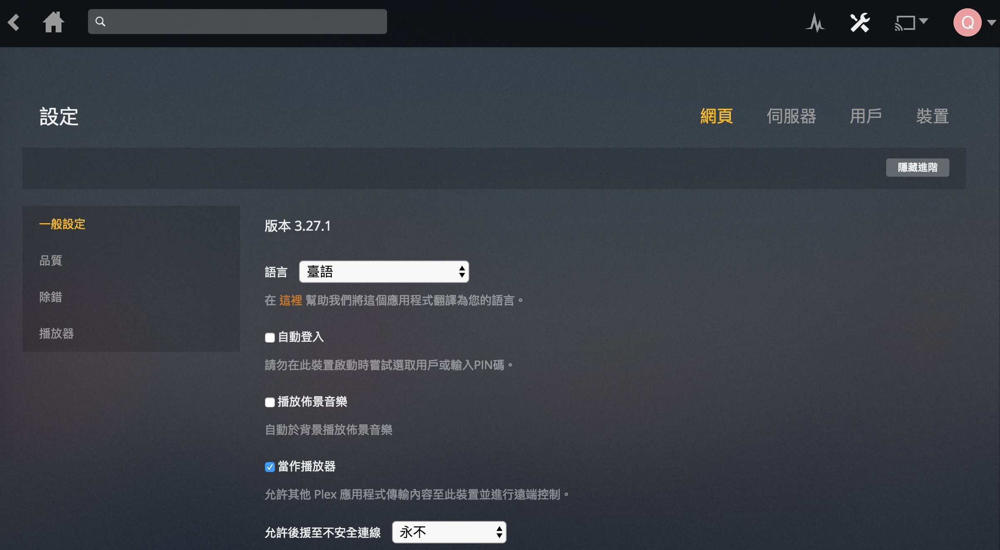 Q
設定
網頁 伺服器 用戶 裝置
隱藏進階
一般設定
品質
除錯
播放器
版本 3.27.1
語言 臺語
在 這裡 幫助我們將這個應用程式翻譯為您的語言。
自動登入
請勿在此裝置啟動時嘗試選取用戶或輸入PIN碼。
播放佈景音樂
自動於背景播放佈景音樂
當作播放器
允許其他 Plex 應用程式傳輸內容至此裝置並進行遠端控制。
允許後援至不安全連線 永不